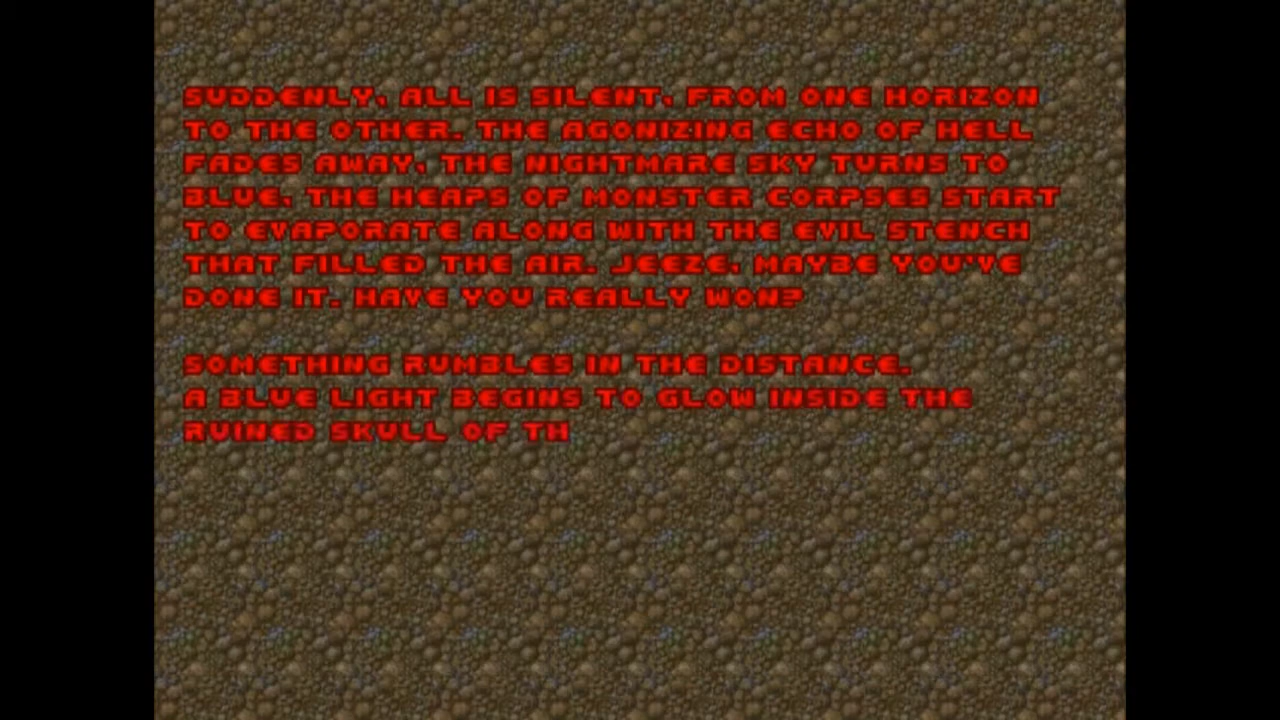 SUDDENLY, ALL IS SILENT, FROM ONE HORIZON
TO THE OTHER. THE AGONIZING ECHO OF HELL
FADES AWAY, THE NIGHTMARE SKY TURNS TO
BLUE, THE HEAPS OF MONSTER CORPSES START
TO EVAPORATE ALONG WITH THE EVIL STENCH
THAT FILLED THE AIR. JEEZE, MAYBE YOU'VE
DONE IT. HAVE YOU REALLY WON?
SOMETHING RUMBLES IN THE DISTANCE.
A BLUE LIGHT BEGINS TO GLOW INSIDE THE
RUINED SKULL OF TH